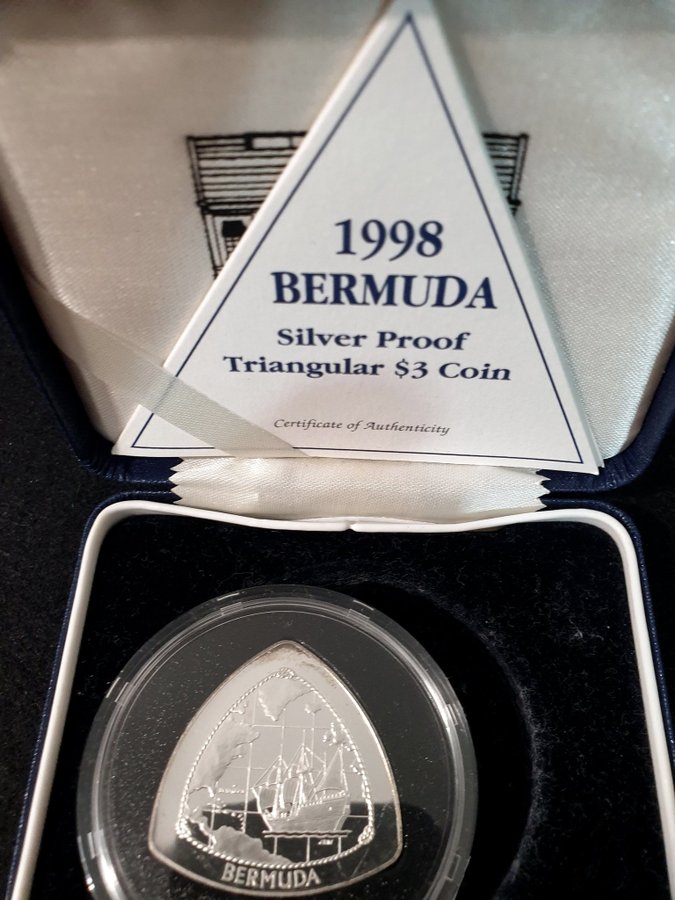 1998
BERMUDA
Silver Proof
Triangular $3 Coin
Certificate of Authenticity
BERMUDA